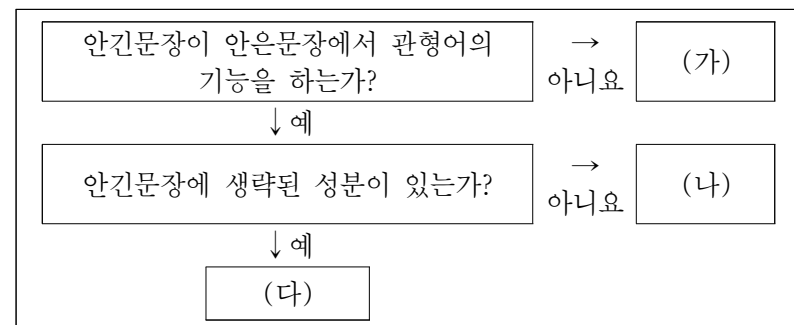 안긴문장이 안은문장에서 관형어의
기능을 하는가?
→
아니요
(가)
↓예
안긴문장에 생략된 성분이 있는가?
→
아니요
(나)
↓예
(다)